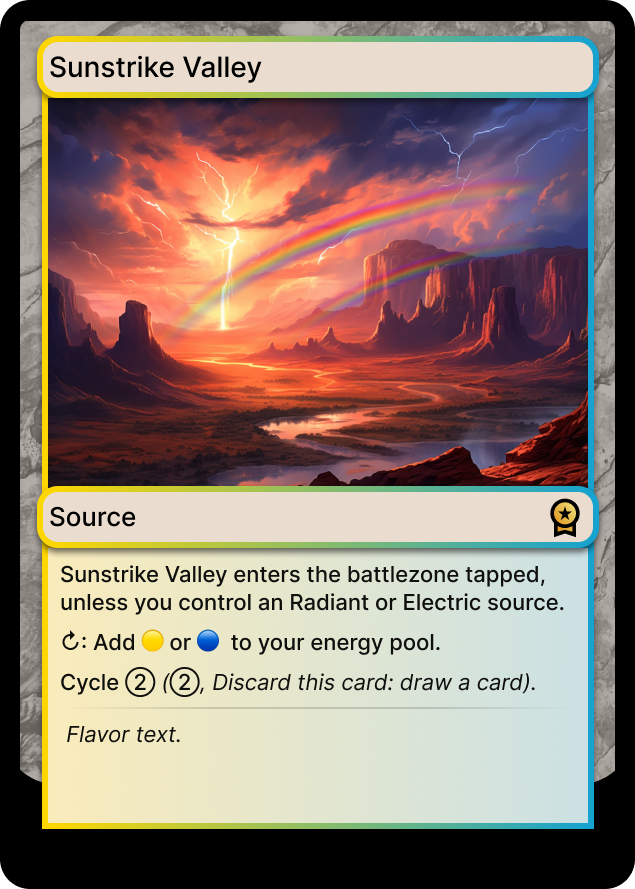 Sunstrike Valley
Source
Sunstrike Valley enters the battlezone tapped,
unless you control an Radiant or Electric source.
↻: Add 🟡 or 🔵 to your energy pool.
Cycle ② (②, Discard this card: draw a card).
Flavor text.